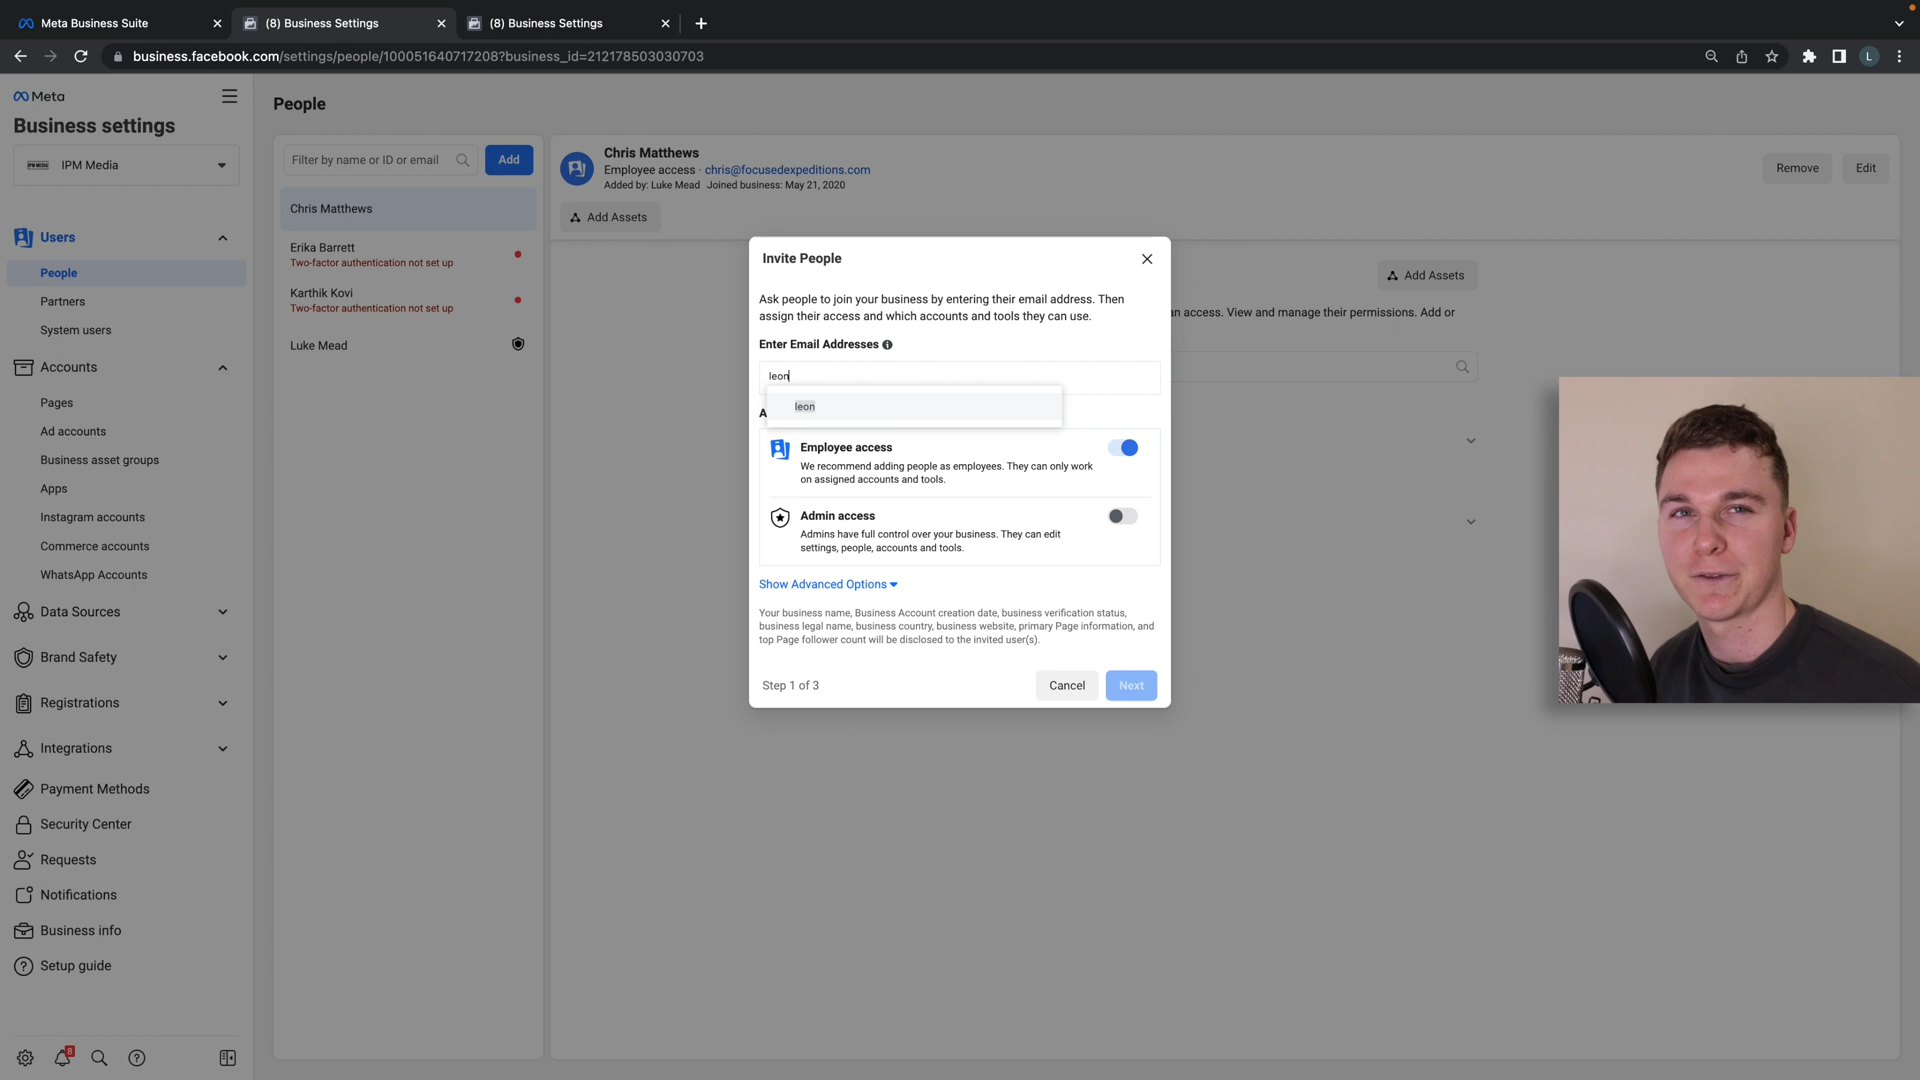 Meta Business Suite
(8) Business Settings
(8) Business Settings
business.facebook.com/settings/people/100051640717208?business_id=212178503030703
L
Meta
Business settings
IPM MEDIA
IPM Media
Users
People
Partners
System users
Accounts
Pages
Ad accounts
Business asset groups
Apps
Instagram accounts
Commerce accounts
WhatsApp Accounts
Data Sources
Brand Safety
Registrations
Integrations
Payment Methods
Security Center
Requests
Notifications
Business info
Setup guide
8
People
Filter by name or ID or email
Add
Chris Matthews
Erika Barrett
Two-factor authentication not set up
Karthik Kovi
Two-factor authentication not set up
Luke Mead
Chris Matthews
Employee access · chris@focusedexpeditions.com
Added by: Luke Mead Joined business: May 21, 2020
Remove
Edit
Add Assets
Add Assets
an access. View and manage their permissions. Add or
Invite People
Ask people to join your business by entering their email address. Then
assign their access and which accounts and tools they can use.
Enter Email Addresses
leon
leon
A
Employee access
We recommend adding people as employees. They can only work
on assigned accounts and tools.
Admin access
Admins have full control over your business. They can edit
settings, people, accounts and tools.
Show Advanced Options
Your business name, Business Account creation date, business verification status,
business legal name, business country, business website, primary Page information, and
top Page follower count will be disclosed to the invited user(s).
Step 1 of 3
Cancel
Next